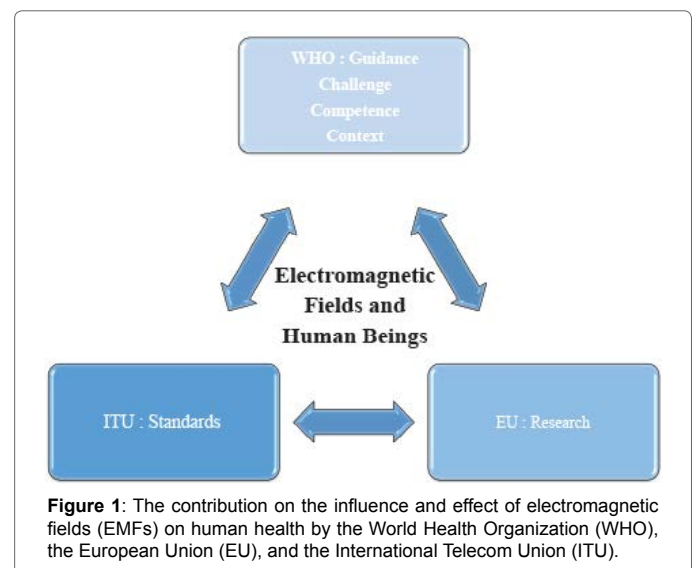 WHO : Guidance
Challenge
Competence
Context
Electromagnetic
Fields and
Human Beings
ITU : Standards
EU : Research
Figure 1: The contribution on the influence and effect of electromagnetic
fields (EMFs) on human health by the World Health Organization (WHO),
the European Union (EU), and the International Telecom Union (ITU).